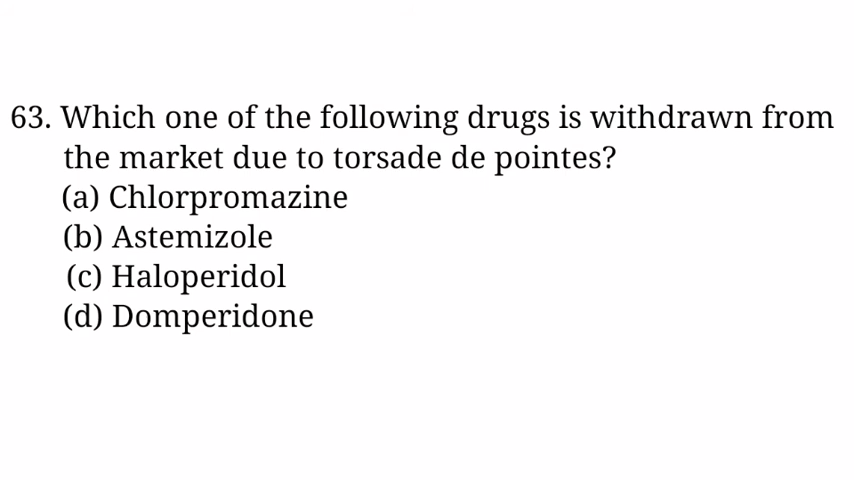 63. Which one of the following drugs is withdrawn from
the market due to torsade de pointes?
(a) Chlorpromazine
(b) Astemizole
(c) Haloperidol
(d) Domperidone